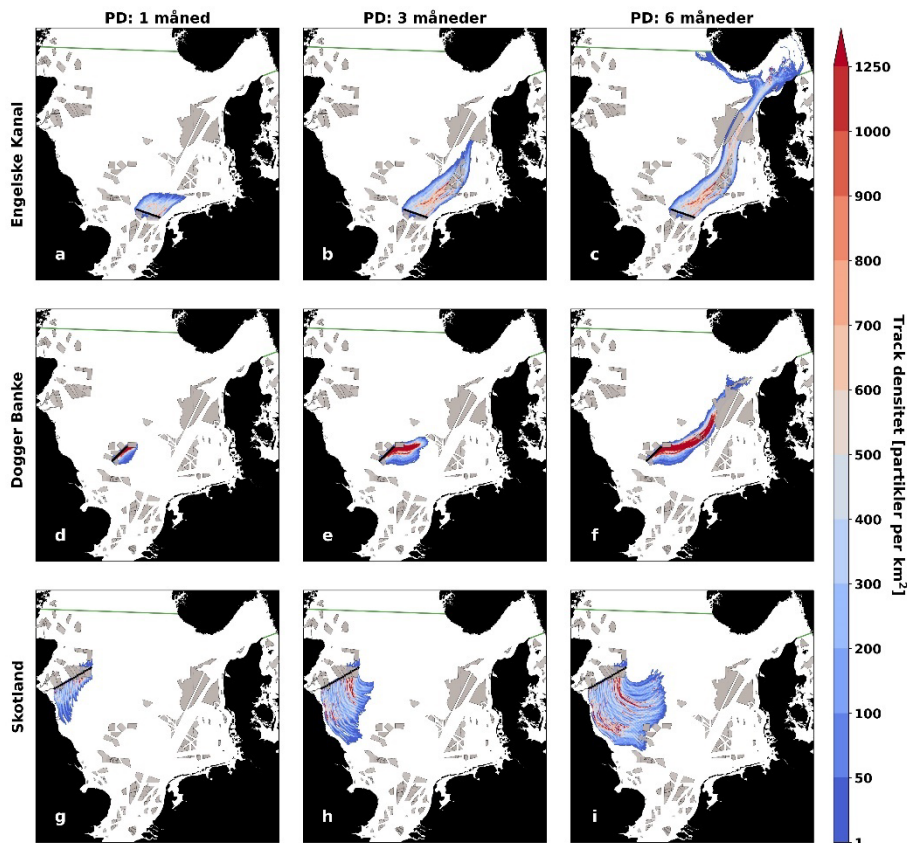 PD: 1 måned
PD: 3 måneder
PD: 6 måneder
Engelske Kanal
a
b
c
Dogger Banke
d
e
f
Skotland
g
h
i
1250
1000
900
800
700
600
500
400
300
200
100
50
1
Track densitet [partikler per km²]